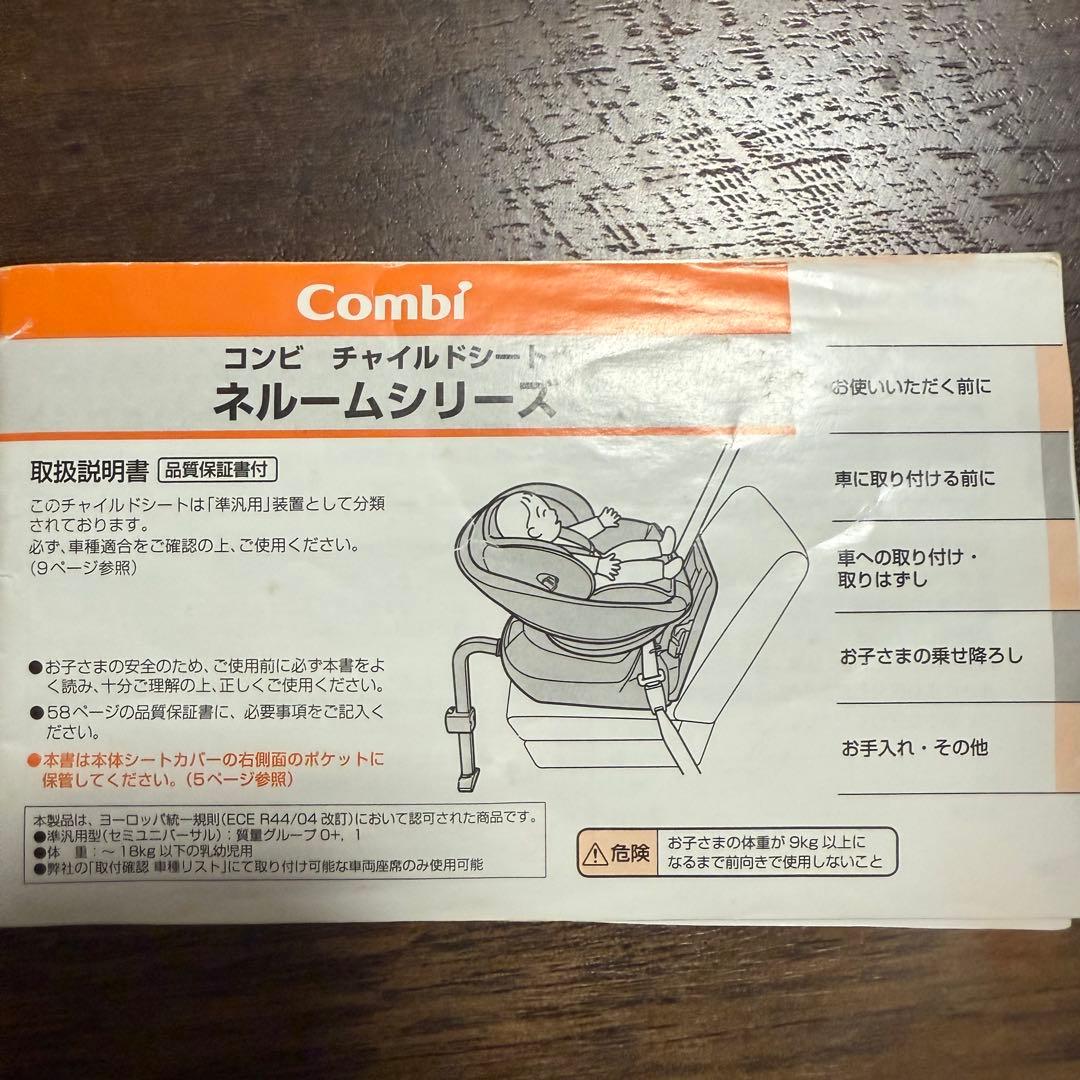 Combi
コンビ チャイルドシート
ネルームシリーズ
取扱説明書 品質保証書付
このチャイルドシートは「準汎用」装置として分類
されております。
必ず、車種適合をご確認の上、ご使用ください。
(9ページ参照)
●お子さまの安全のため、ご使用前に必ず本書をよ
く読み、十分ご理解の上、正しくご使用ください。
●58ページの品質保証書に、必要事項をご記入く
ださい。
●本書は本体シートカバーの右側面のポケットに
保管してください。(5ページ参照)
本製品は、ヨーロッパ統一規則(ECE R44/04 改訂)において認可された商品です。
●準汎用型(セミユニバーサル):質量グループ0+, 1
●体 重:~18kg以下の乳幼児用
●弊社の「取付確認 車種リスト」にて取り付け可能な車両座席のみ使用可能
⚠危険
お子さまの体重が9kg以上に
なるまで前向きで使用しないこと
お使いいただく前に
車に取り付ける前に
車への取り付け・
取りはずし
お子さまの乗せ降ろし
お手入れ・その他